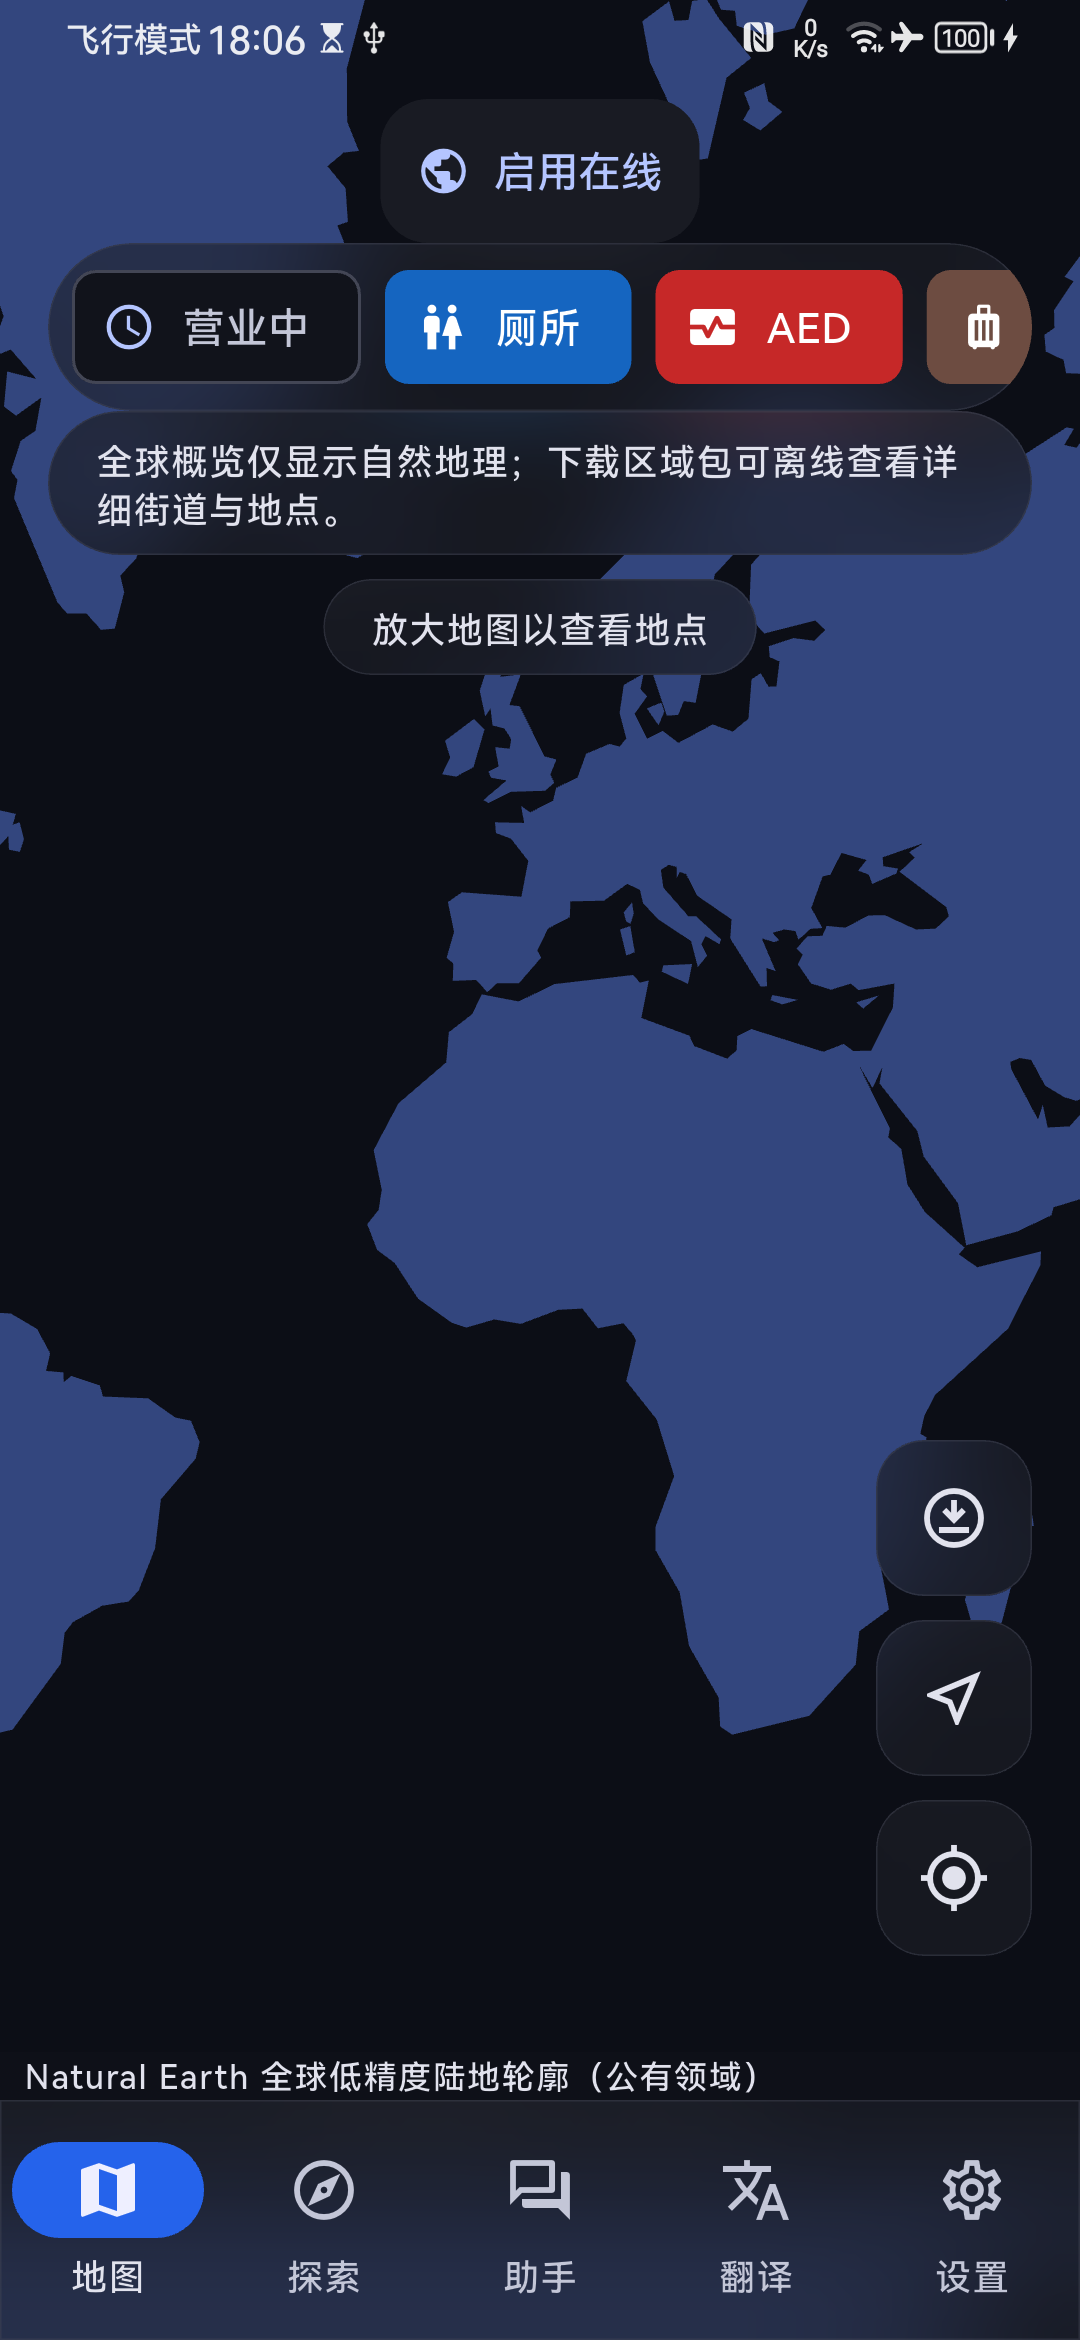 飞行模式 18:06
0
K/s
100
启用在线
营业中
厕所
AED
全球概览仅显示自然地理；下载区域包可离线查看详
细街道与地点。
放大地图以查看地点
Natural Earth 全球低精度陆地轮廓（公有领域）
地图
探索
助手
翻译
设置